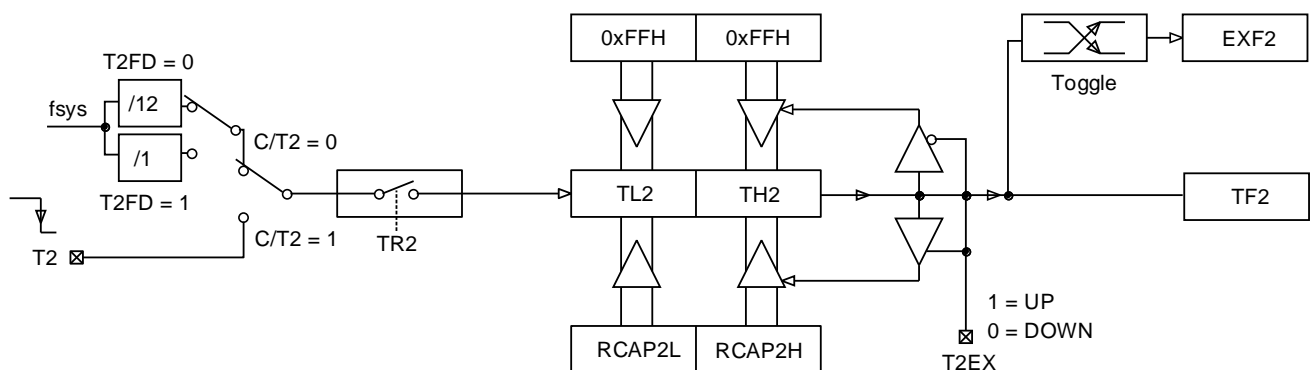 0xFFH 0xFFH
EXF2
Toggle
T2FD = 0
fsys
/12
C/T2 = 0
/1
T2FD = 1
TL2 TH2
TF2
C/T2 = 1
TR2
T2
1 = UP
0 = DOWN
RCAP2L RCAP2H
T2EX